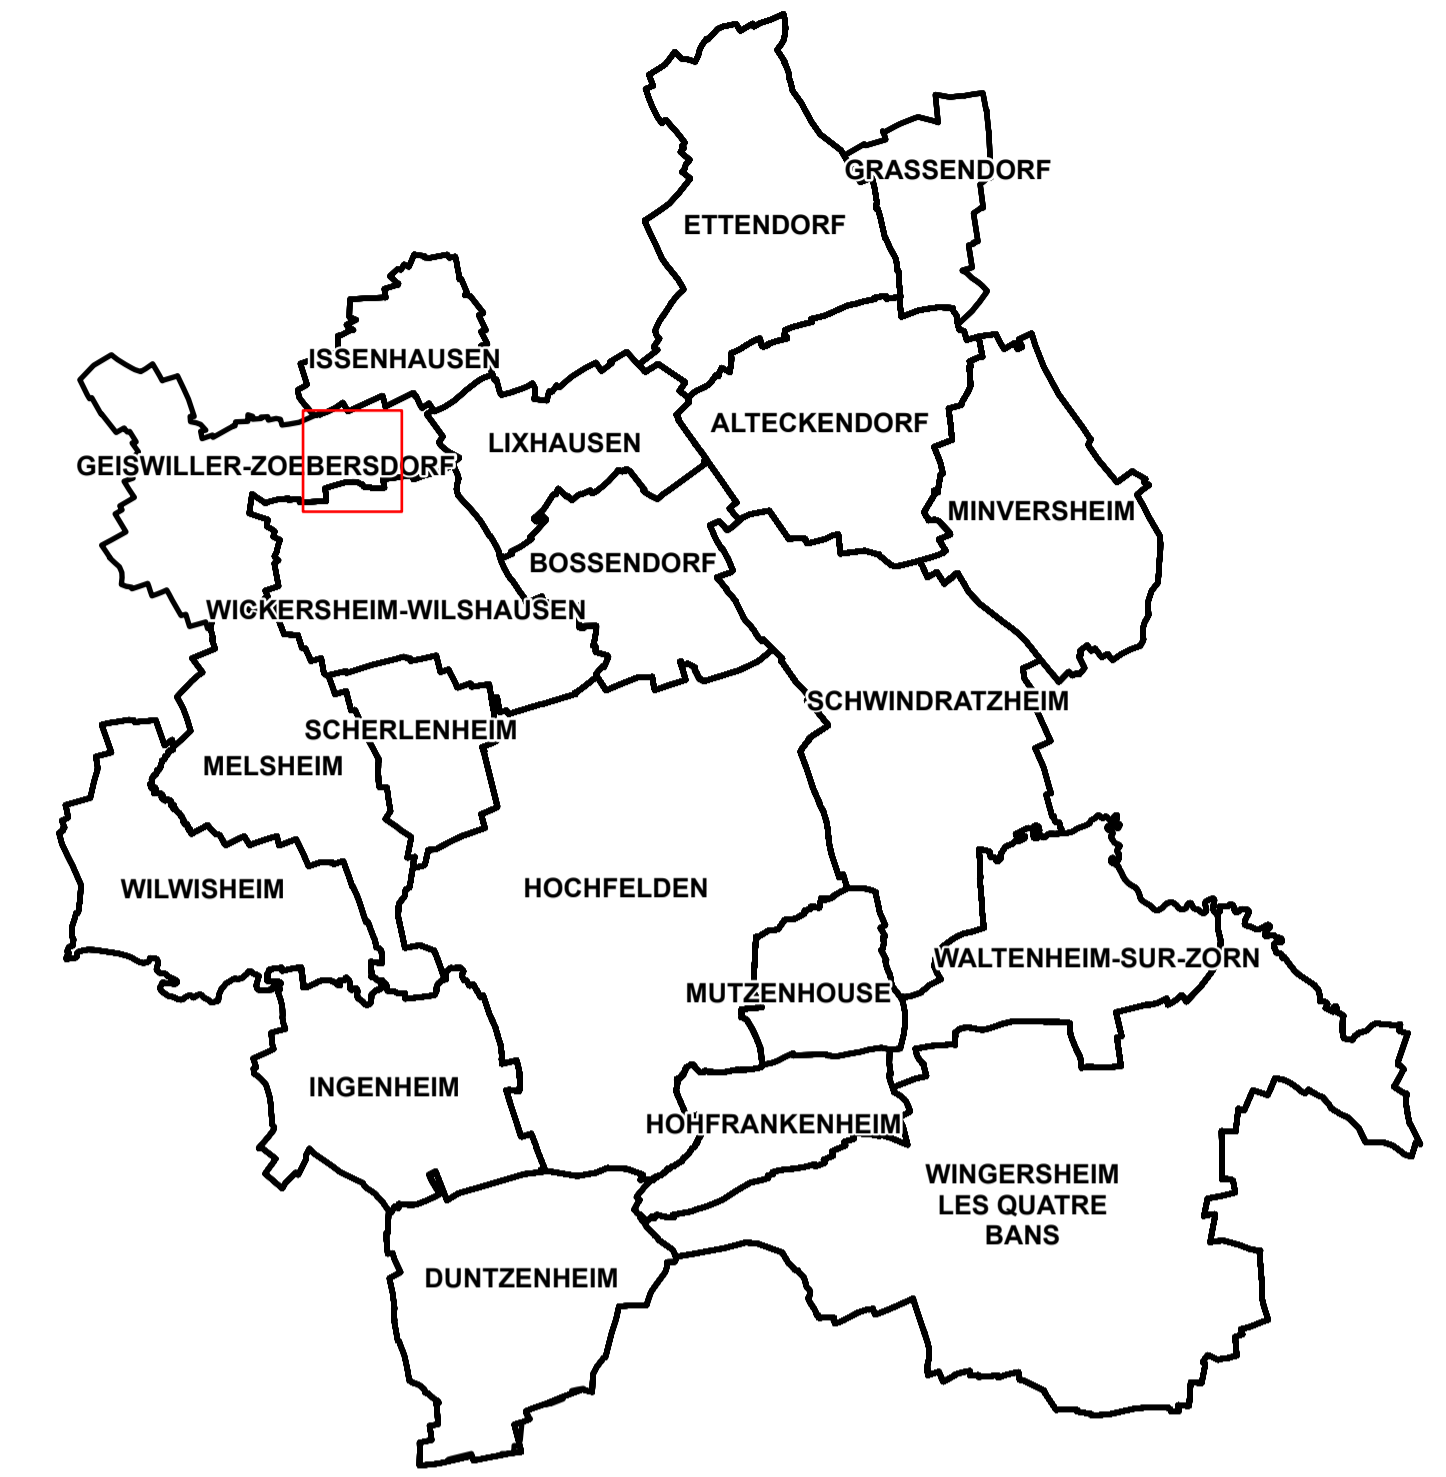 GRASSENDORF
ETTENDORF
ISSENHAUSEN
ALTECKENDORF
LIXHAUSEN
GEISWILLER-ZOEBERSDORF
MINVERSHEIM
BOSSENDORF
WICKERSHEIM-WILSHAUSEN
SCHWINDRATZHEIM
SCHERLENHEIM
MELSHEIM
WILWISHEIM
HOCHFELDEN
WALTENHEIM-SUR-ZORN
MUTZENHOUSE
INGENHEIM
HOHFRANKENHEIM
WINGERSHEIM
LES QUATRE
BANS
DUNTZENHEIM